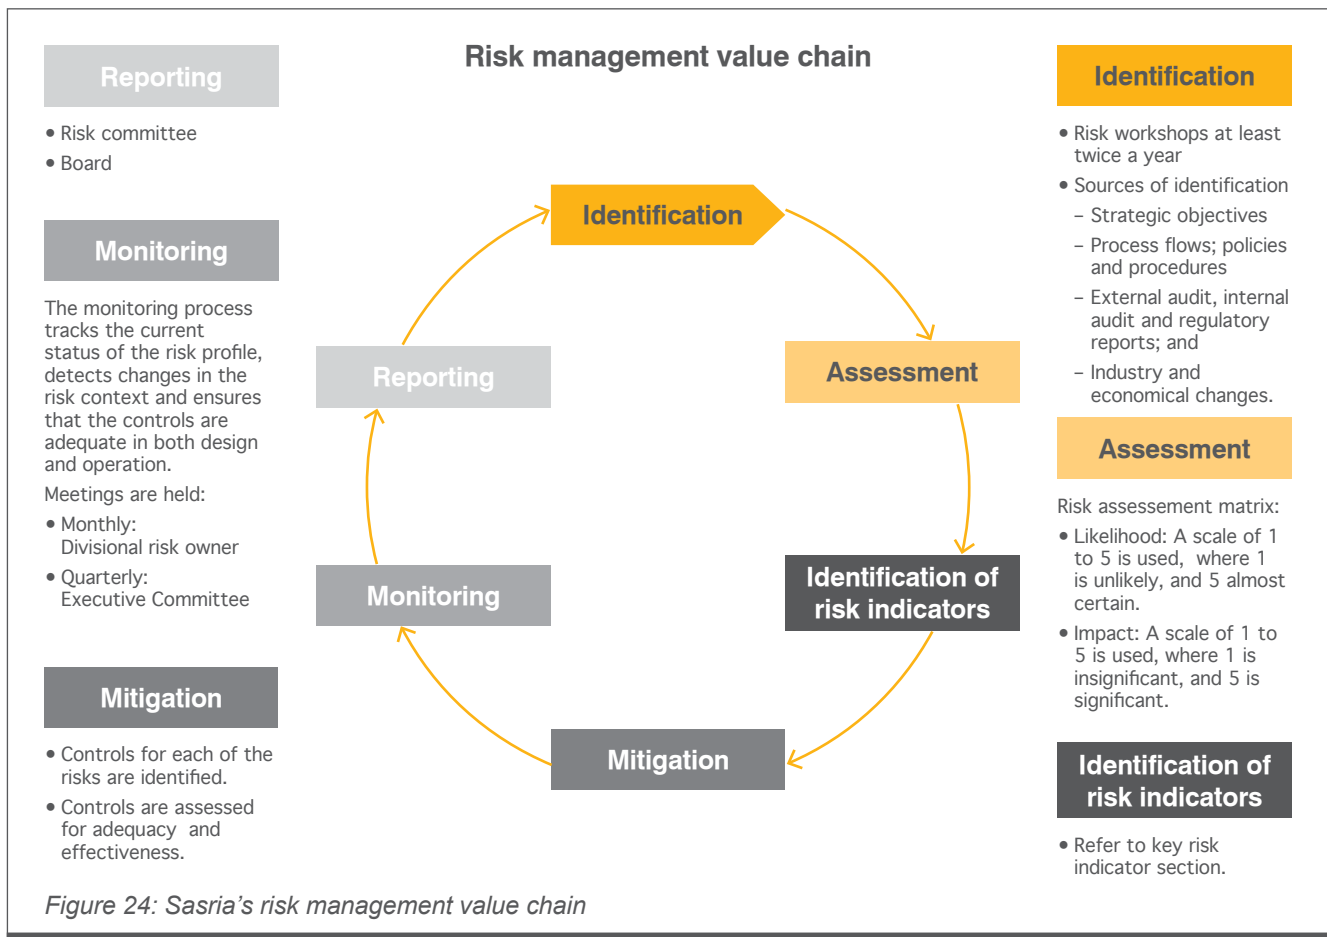 Risk management value chain
Reporting
• Risk committee
• Board
Monitoring
The monitoring process
tracks the current
status of the risk profile,
detects changes in the
risk context and ensures
that the controls are
adequate in both design
and operation.
Meetings are held:
• Monthly:
Divisional risk owner
• Quarterly:
Executive Committee
Mitigation
• Controls for each of the
risks are identified.
• Controls are assessed
for adequacy and
effectiveness.
Identification
Assessment
Identification of
risk indicators
Mitigation
Monitoring
Reporting
Identification
• Risk workshops at least
twice a year
• Sources of identification
– Strategic objectives
– Process flows; policies
and procedures
– External audit, internal
audit and regulatory
reports; and
– Industry and
economical changes.
Assessment
Risk assessement matrix:
• Likelihood: A scale of 1
to 5 is used, where 1
is unlikely, and 5 almost
certain.
• Impact: A scale of 1 to
5 is used, where 1 is
insignificant, and 5 is
significant.
Identification of
risk indicators
• Refer to key risk
indicator section.
Figure 24: Sasria's risk management value chain